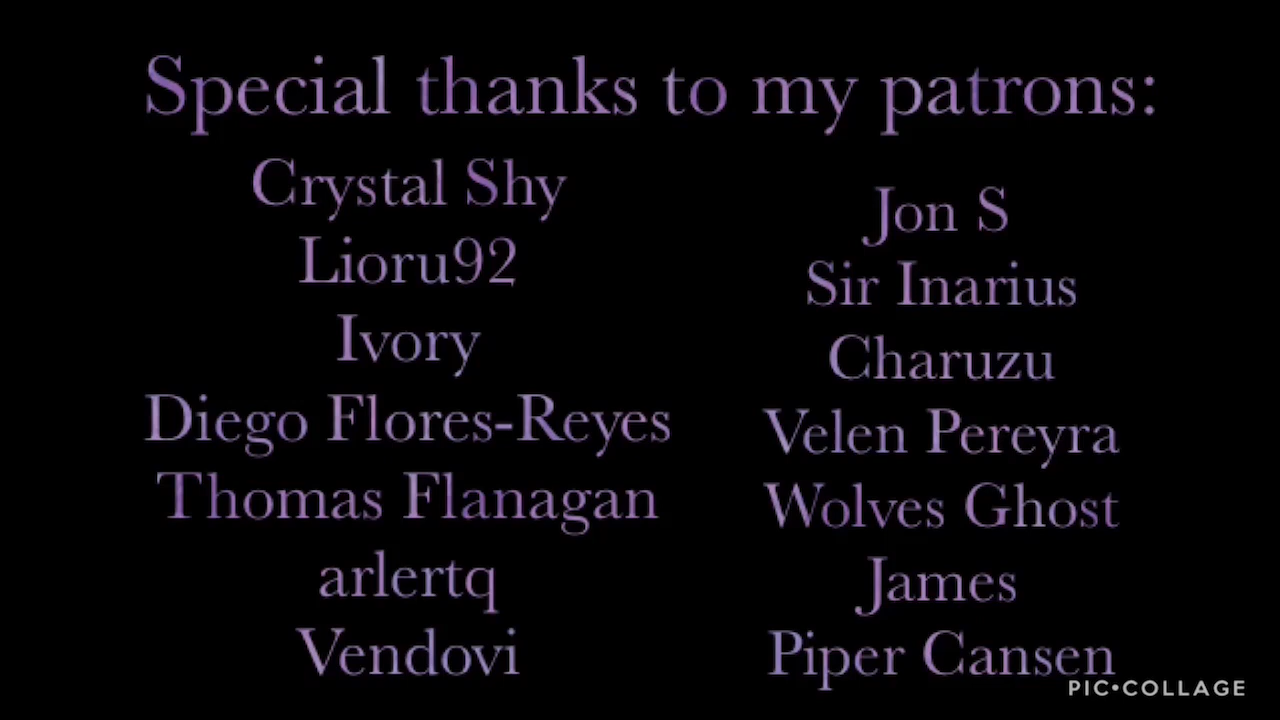 Special thanks to my patrons:
Crystal Shy
Lioru92
Ivory
Diego Flores-Reyes
Thomas Flanagan
arlertq
Vendovi
Jon S
Sir Inarius
Charuzu
Velen Pereyra
Wolves Ghost
James
Piper Cansen
PIC•COLLAGE